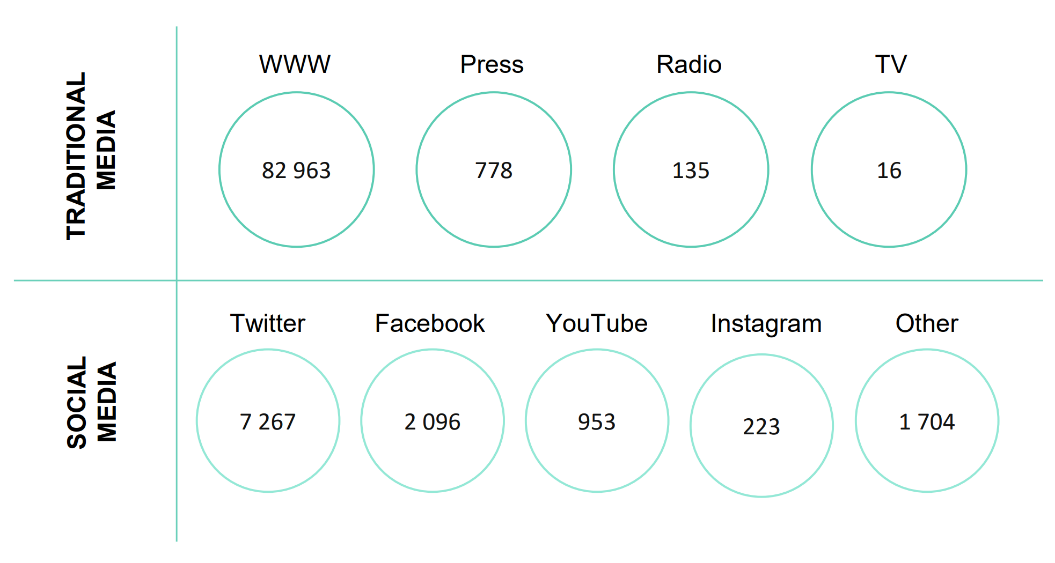 TRADITIONAL
MEDIA
WWW
Press
Radio
TV
82 963
778
135
16
SOCIAL
MEDIA
Twitter
Facebook
YouTube
Instagram
Other
7 267
2 096
953
223
1 704